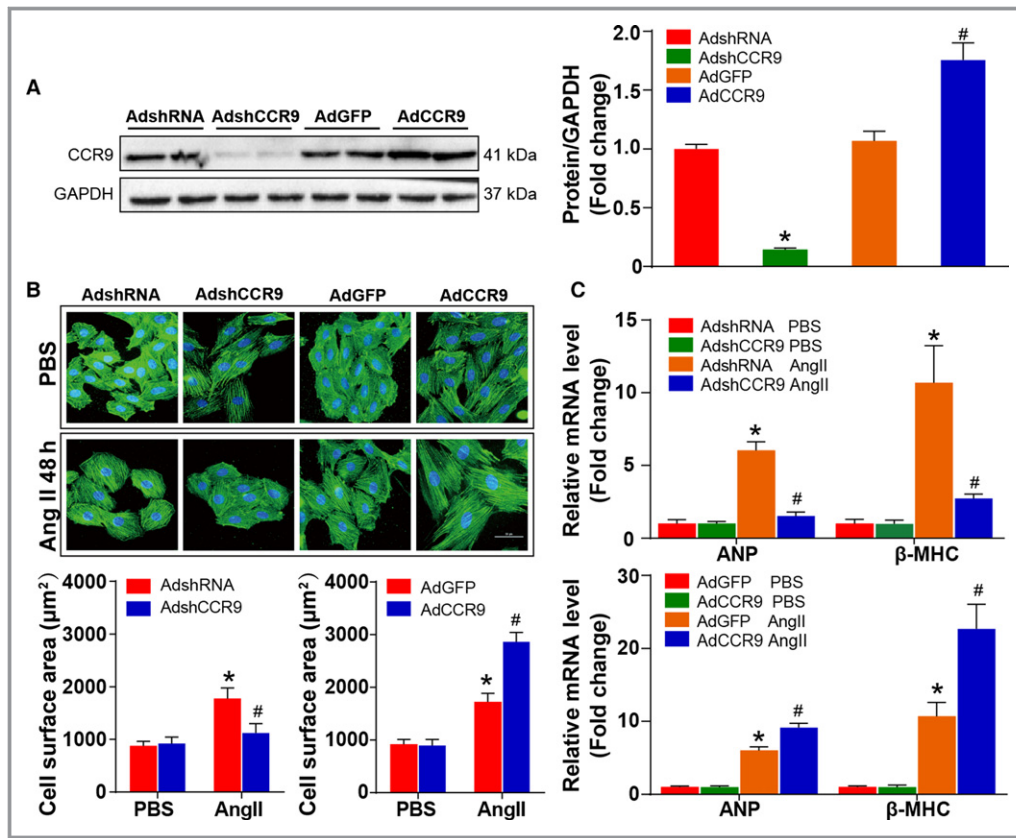 A
AdshRNA AdshCCR9 AdGFP AdCCR9
CCR9 41 kDa
GAPDH 37 kDa
Protein/GAPDH
(Fold change)
2.0
1.5
1.0
0.5
0
AdshRNA
AdshCCR9
AdGFP
AdCCR9
*
#
B
AdshRNA AdshCCR9 AdGFP AdCCR9
PBS
Ang II 48 h
Cell surface area (μm²)
4000
3000
2000
1000
0
AdshRNA
AdshCCR9
*
#
PBS AngII
Cell surface area (μm²)
4000
3000
2000
1000
0
AdGFP
AdCCR9
*
#
PBS AngII
C
Relative mRNA level
(Fold change)
15
10
5
0
AdshRNA PBS
AdshCCR9 PBS
AdshRNA AngII
AdshCCR9 AngII
*
#
*
#
ANP β-MHC
Relative mRNA level
(Fold change)
30
20
10
0
AdGFP PBS
AdCCR9 PBS
AdGFP AngII
AdCCR9 AngII
*
#
*
#
ANP β-MHC